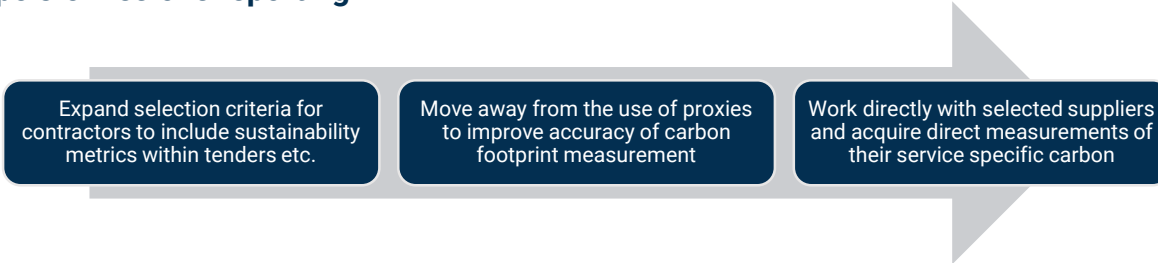 Expand selection criteria for
contractors to include sustainability
metrics within tenders etc.
Move away from the use of proxies
to improve accuracy of carbon
footprint measurement
Work directly with selected suppliers
and acquire direct measurements of
their service specific carbon